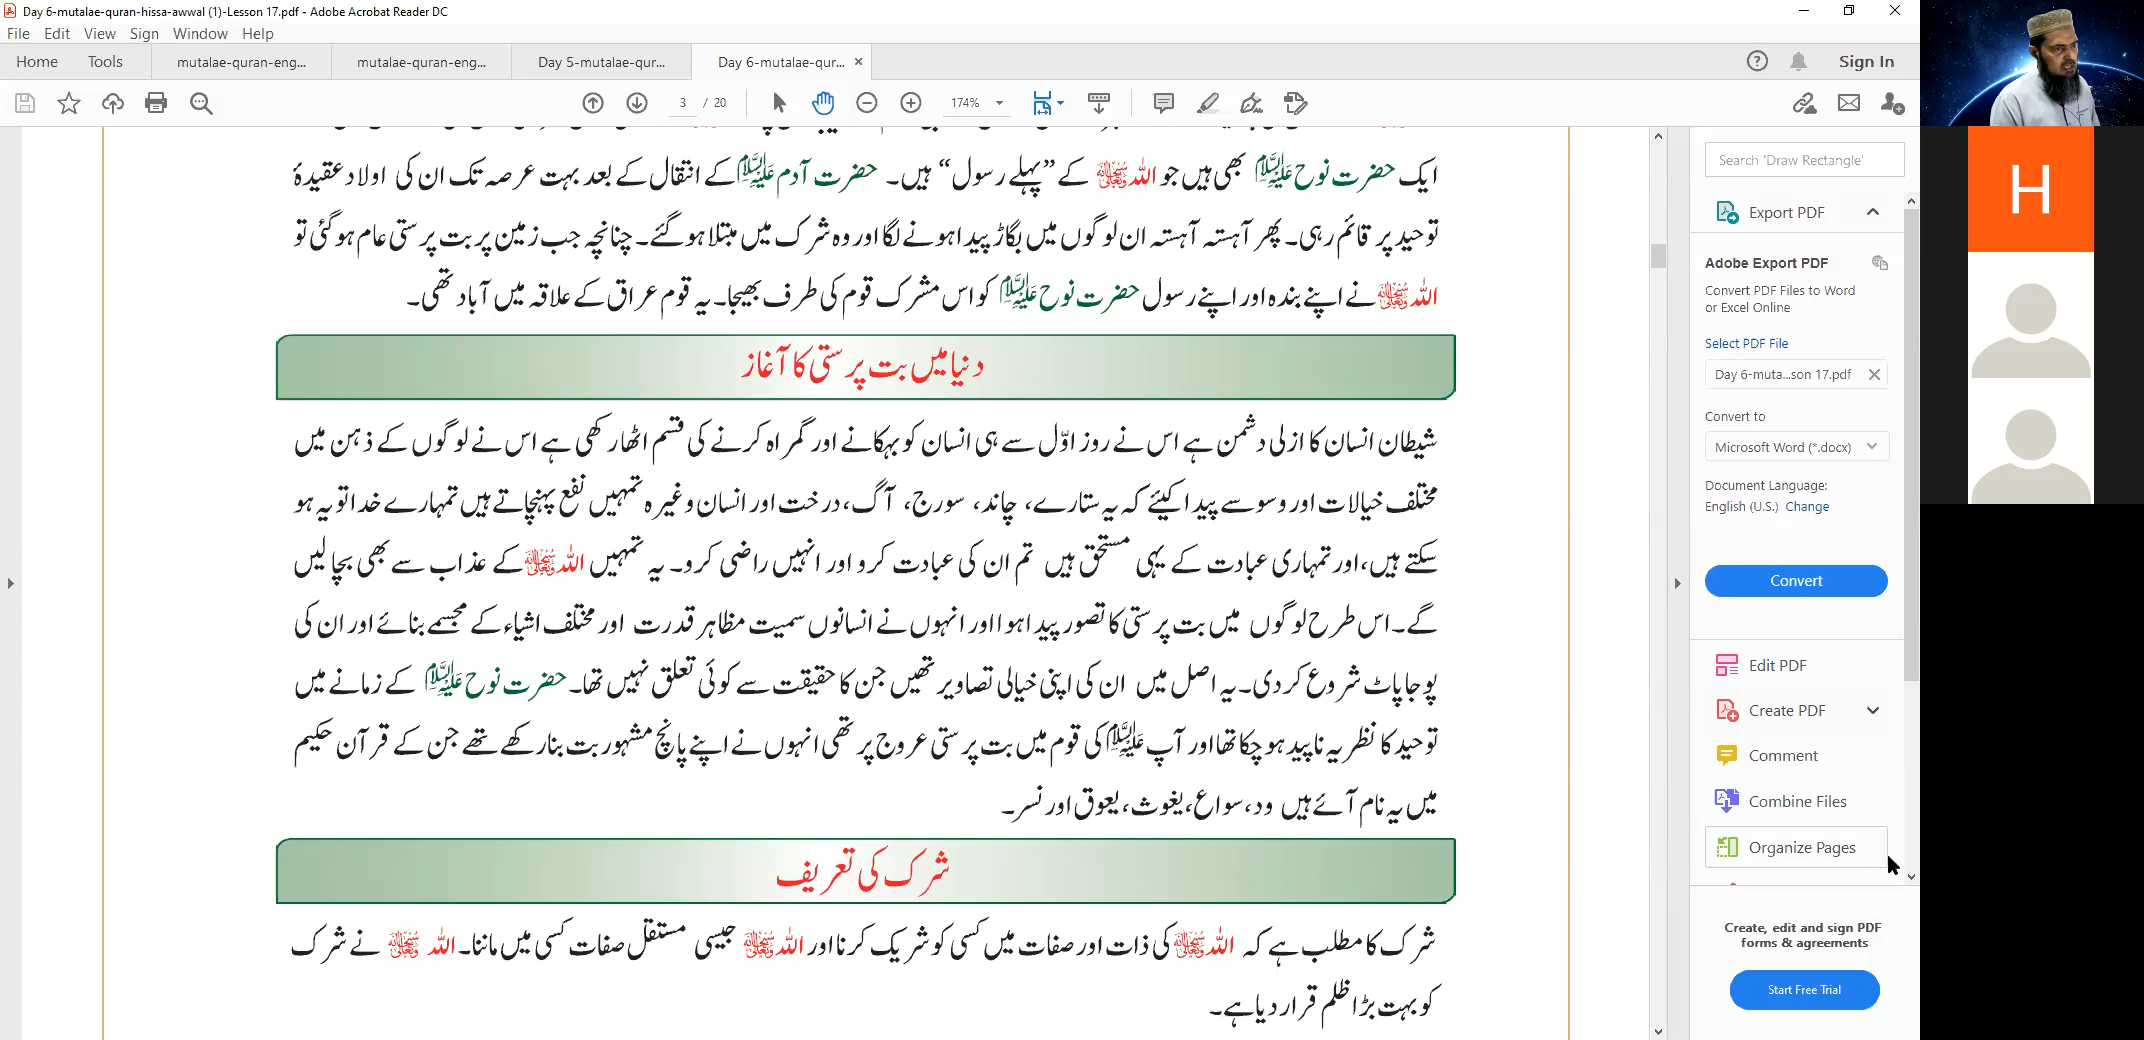 Day 6-mutalae-quran-hissa-awwal (1)-Lesson 17.pdf - Adobe Acrobat Reader DC
File Edit View Sign Window Help
Home Tools mutalae-quran-eng... mutalae-quran-eng... Day 5-mutalae-qur... Day 6-mutalae-qur... Sign In
3 / 20 174%
ایک حضرت نوح علیہ السلام بھی ہیں جو اللہ سبحانہ وتعالیٰ کے ”پہلے رسول“ ہیں۔ حضرت آدم علیہ السلام کے انتقال کے بعد بہت عرصہ تک ان کی اولاد عقیدۂ
توحید پر قائم رہی۔ پھر آہستہ آہستہ ان لوگوں میں بگاڑ پیدا ہونے لگا اور وہ شرک میں مبتلا ہو گئے۔ چنانچہ جب زمین پر بت پرستی عام ہو گئی تو
اللہ سبحانہ وتعالیٰ نے اپنے بندہ اور اپنے رسول حضرت نوح علیہ السلام کو اس مشرک قوم کی طرف بھیجا۔ یہ قوم عراق کے علاقہ میں آباد تھی۔
دنیا میں بت پرستی کا آغاز
شیطان انسان کا ازلی دشمن ہے اس نے روز اوّل سے ہی انسان کو بہکانے اور گمراہ کرنے کی قسم اٹھا رکھی ہے اس نے لوگوں کے ذہن میں
مختلف خیالات اور وسوسے پیدا کیئے کہ یہ ستارے، چاند، سورج، آگ، درخت اور انسان وغیرہ تمہیں نفع پہنچاتے ہیں تمہارے خدا تو یہ ہو
سکتے ہیں، اور تمہاری عبادت کے یہی مستحق ہیں تم ان کی عبادت کرو اور انہیں راضی کرو۔ یہ تمہیں اللہ سبحانہ وتعالیٰ کے عذاب سے بھی بچالیں
گے۔ اس طرح لوگوں میں بت پرستی کا تصور پیدا ہوا اور انہوں نے انسانوں سمیت مظاہر قدرت اور مختلف اشیاء کے مجسمے بنائے اور ان کی
پوجا پاٹ شروع کر دی۔ یہ اصل میں ان کی اپنی خیالی تصاویر تھیں جن کا حقیقت سے کوئی تعلق نہیں تھا۔ حضرت نوح علیہ السلام کے زمانے میں
توحید کا نظریہ ناپید ہو چکا تھا اور آپ علیہ السلام کی قوم میں بت پرستی عروج پر تھی انہوں نے اپنے پانچ مشہور بت بنا رکھے تھے جن کے قرآن حکیم
میں یہ نام آئے ہیں ود، سواع، یغوث، یعوق اور نسر۔
شرک کی تعریف
شرک کا مطلب ہے کہ اللہ سبحانہ وتعالیٰ کی ذات اور صفات میں کسی کو شریک کرنا اور اللہ سبحانہ وتعالیٰ جیسی مستقل صفات کسی میں ماننا۔ اللہ سبحانہ وتعالیٰ نے شرک
کو بہت بڑا ظلم قرار دیا ہے۔
Search 'Draw Rectangle'
Export PDF
Adobe Export PDF
Convert PDF Files to Word
or Excel Online
Select PDF File
Day 6-muta...son 17.pdf
Convert to
Microsoft Word (*.docx)
Document Language:
English (U.S.) Change
Convert
Edit PDF
Create PDF
Comment
Combine Files
Organize Pages
Create, edit and sign PDF
forms & agreements
Start Free Trial
H